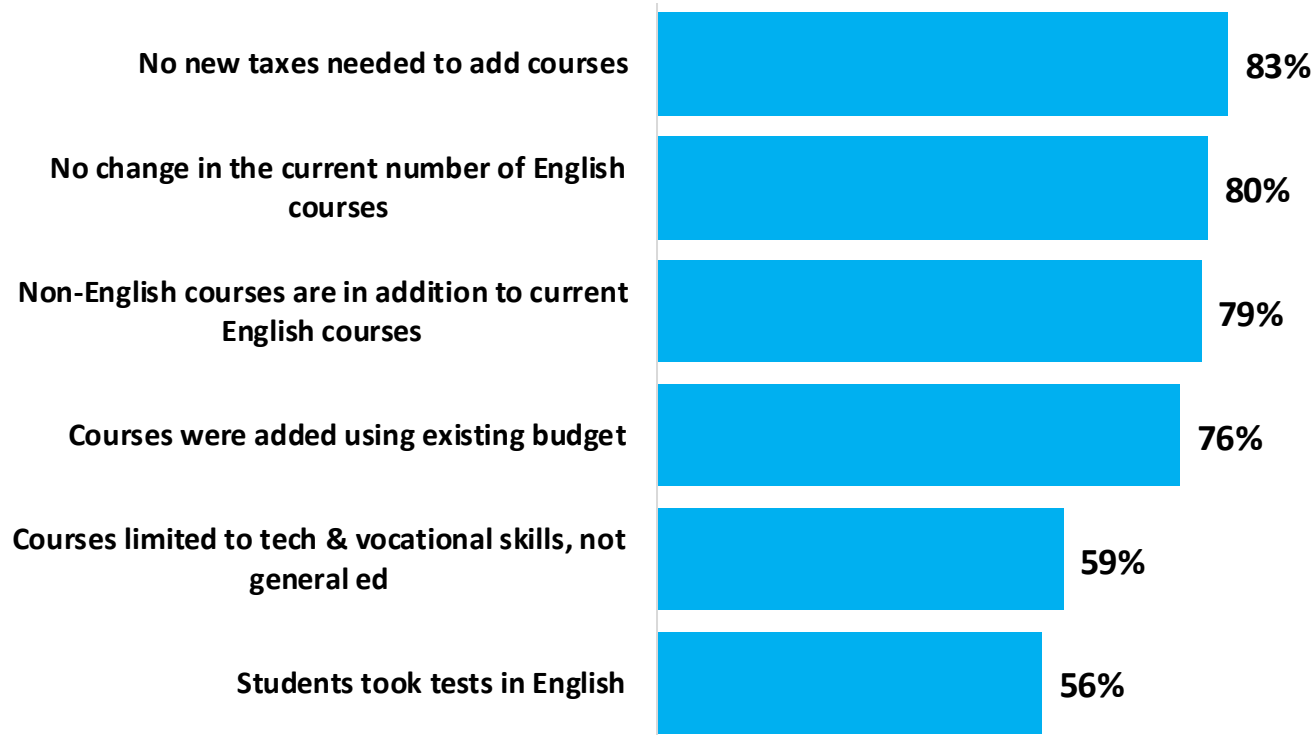 No new taxes needed to add courses
83%
No change in the current number of English
courses
80%
Non-English courses are in addition to current
English courses
79%
Courses were added using existing budget
76%
Courses limited to tech & vocational skills, not
general ed
59%
Students took tests in English
56%